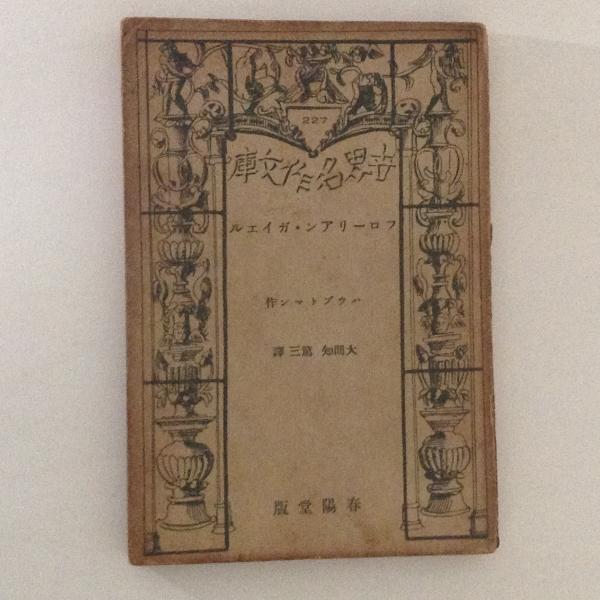 227
世界名作文庫
フローリアン・ガイエル
ハウプトマン作
大間知 篤三 譯
春陽堂版